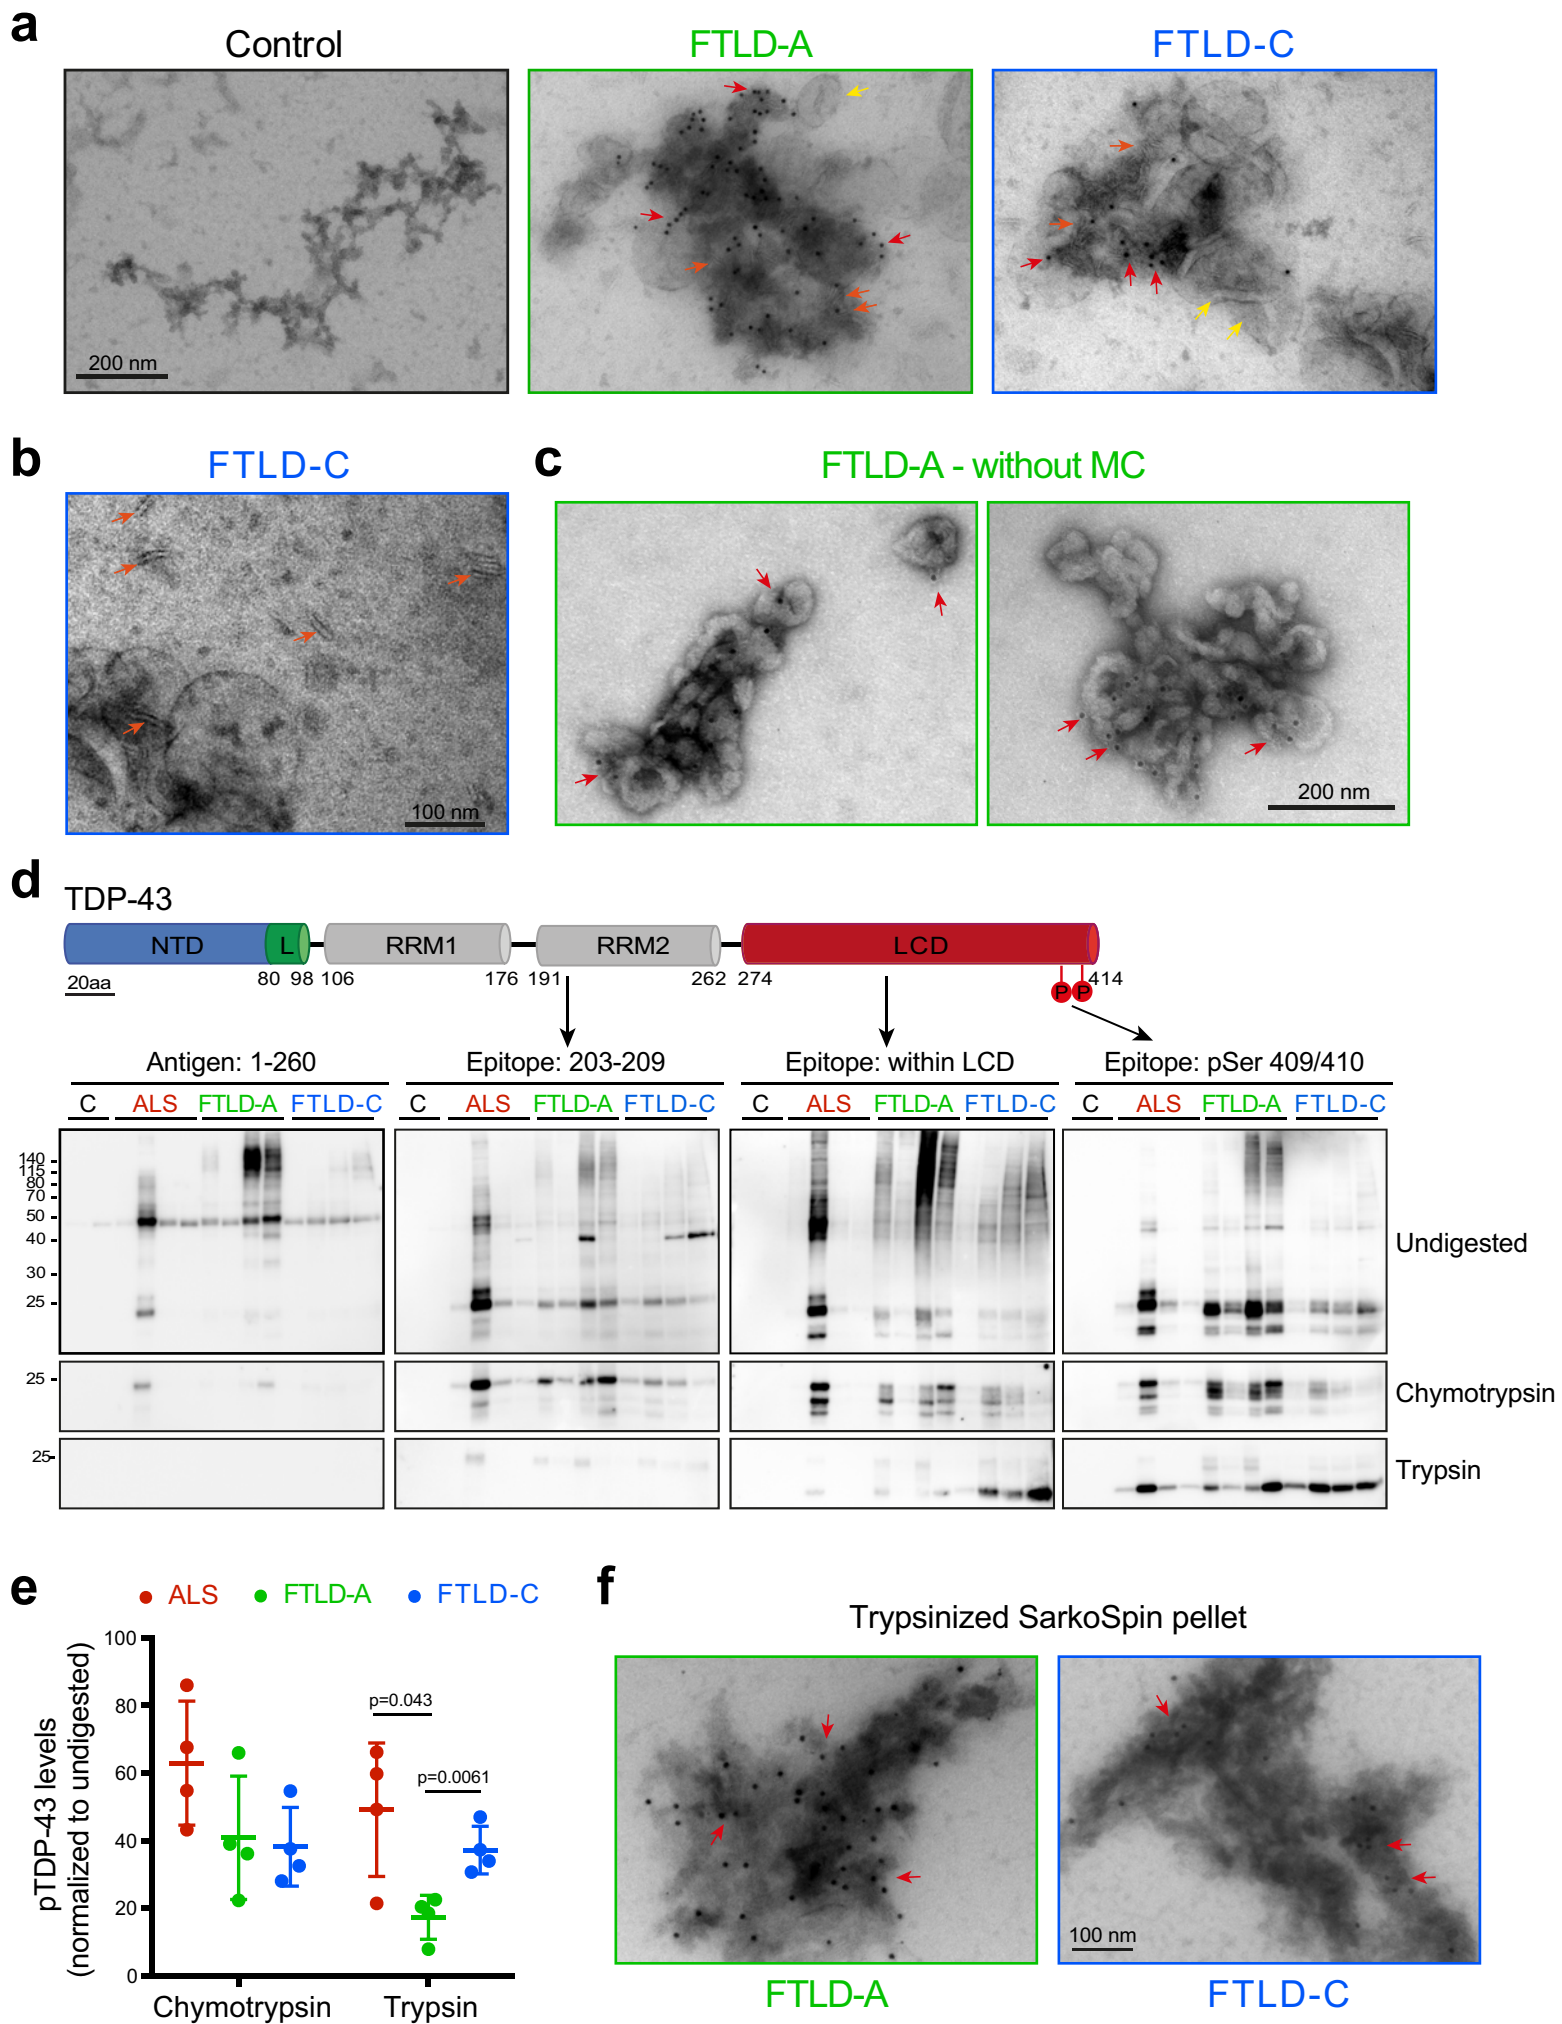 a
Control
FTLD-A
FTLD-C
200 nm
b
FTLD-C
100 nm
c
FTLD-A - without MC
200 nm
d
TDP-43
NTD
L
RRM1
RRM2
LCD
20aa
80 98 106 176 191 262 274 414
P P
Antigen: 1-260
Epitope: 203-209
Epitope: within LCD
Epitope: pSer 409/410
C ALS FTLD-A FTLD-C
C ALS FTLD-A FTLD-C
C ALS FTLD-A FTLD-C
C ALS FTLD-A FTLD-C
140
115
80
70
50
40
30
25
Undigested
25
Chymotrypsin
25
Trypsin
e
ALS
FTLD-A
FTLD-C
pTDP-43 levels
(normalized to undigested)
100
80
60
40
20
0
p=0.043
p=0.0061
Chymotrypsin
Trypsin
f
Trypsinized SarkoSpin pellet
100 nm
FTLD-A
FTLD-C